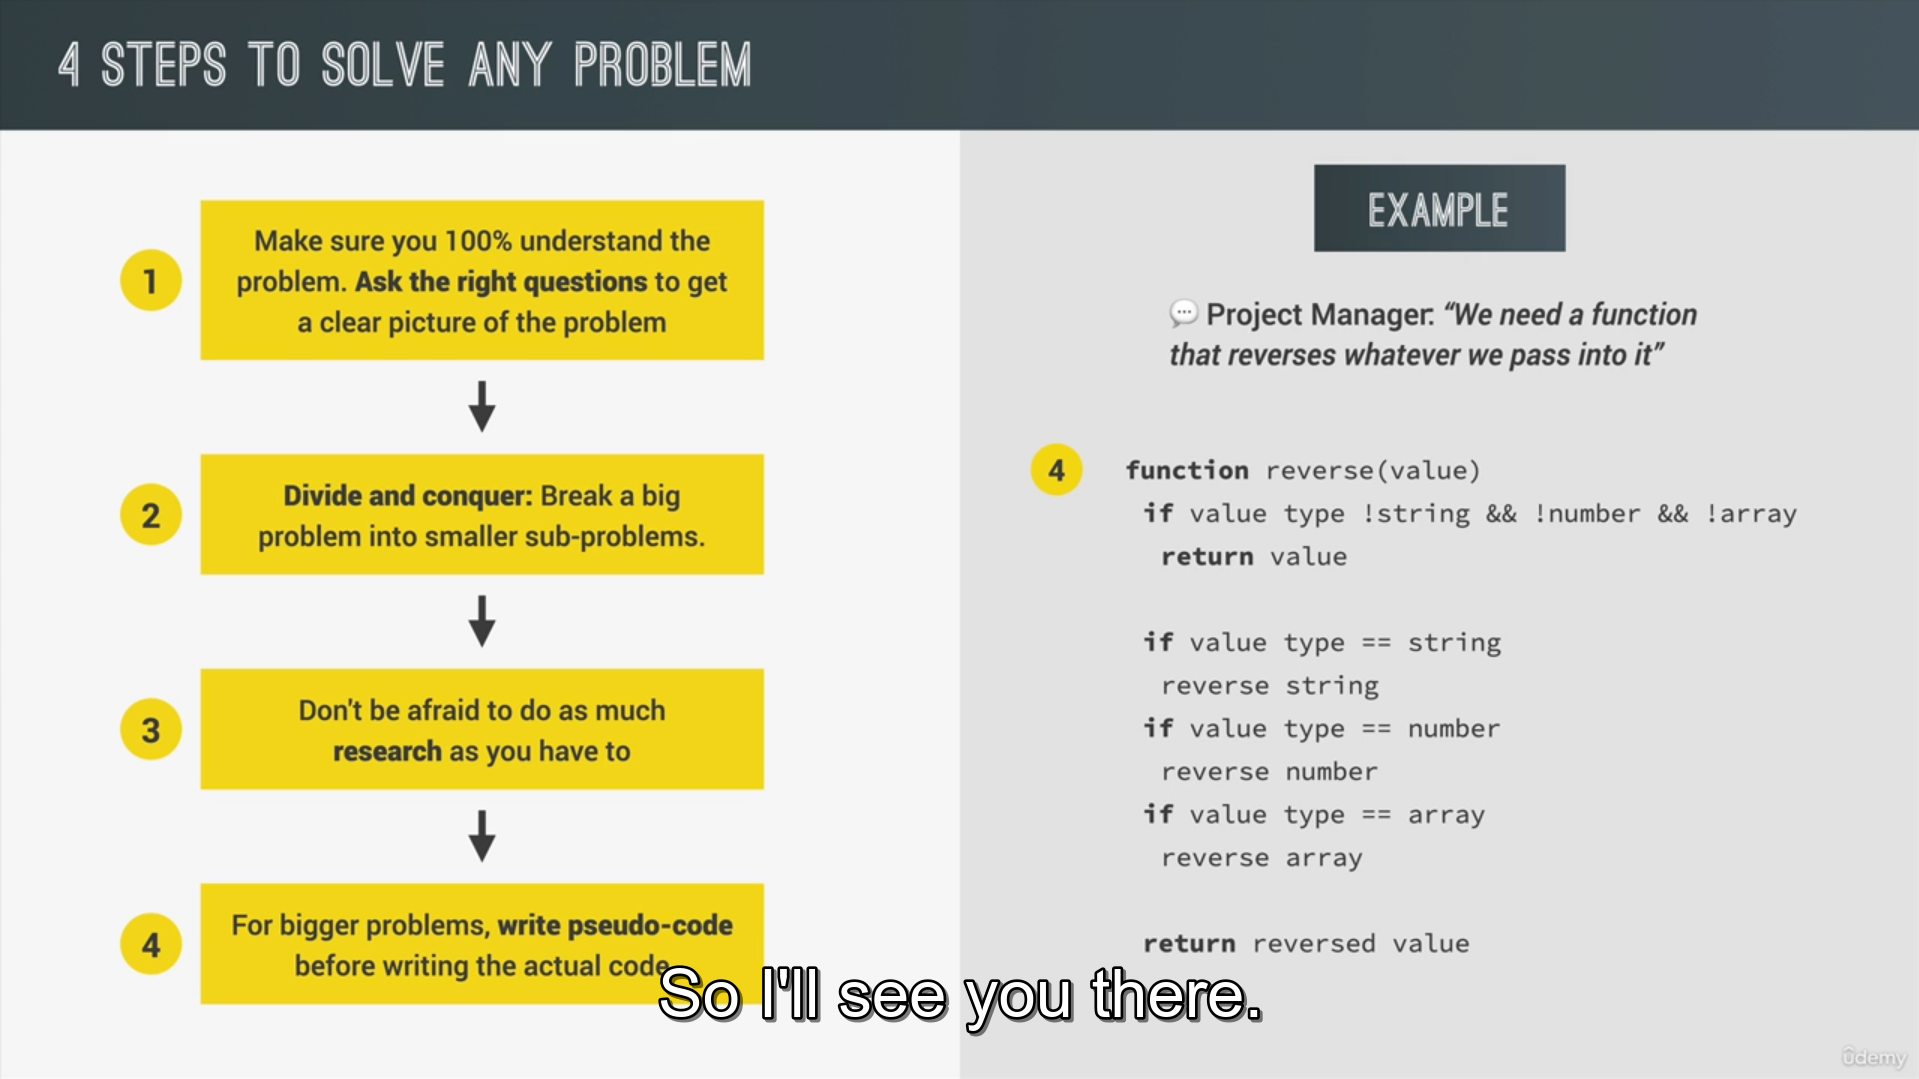 4 STEPS TO SOLVE ANY PROBLEM
1
Make sure you 100% understand the
problem. Ask the right questions to get
a clear picture of the problem
2
Divide and conquer: Break a big
problem into smaller sub-problems.
3
Don't be afraid to do as much
research as you have to
4
For bigger problems, write pseudo-code
before writing the actual code
EXAMPLE
💬 Project Manager: “We need a function
that reverses whatever we pass into it”
4
function reverse(value)
if value type !string && !number && !array
return value
if value type == string
reverse string
if value type == number
reverse number
if value type == array
reverse array
return reversed value
So I'll see you there.
ûdemy